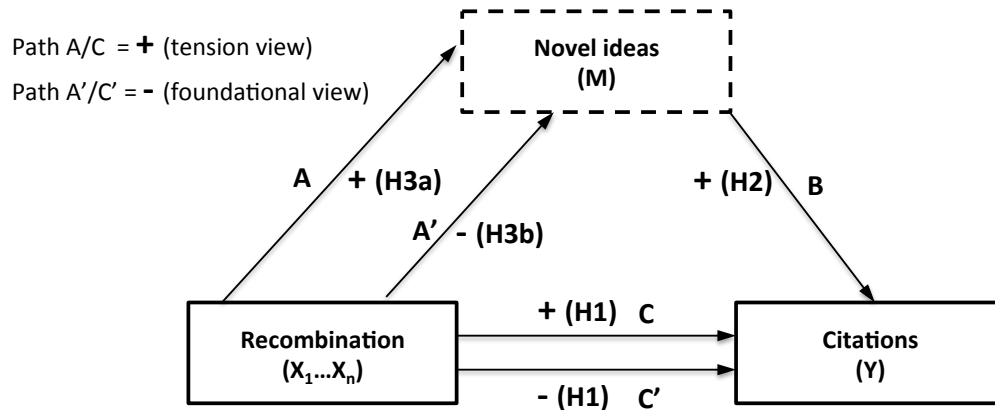 Path A/C = + (tension view)
Path A’/C’ = - (foundational view)
Novel ideas
(M)
A + (H3a)
A’ - (H3b)
+ (H2) B
Recombination
(X1...Xn)
+ (H1) C
- (H1) C’
Citations
(Y)